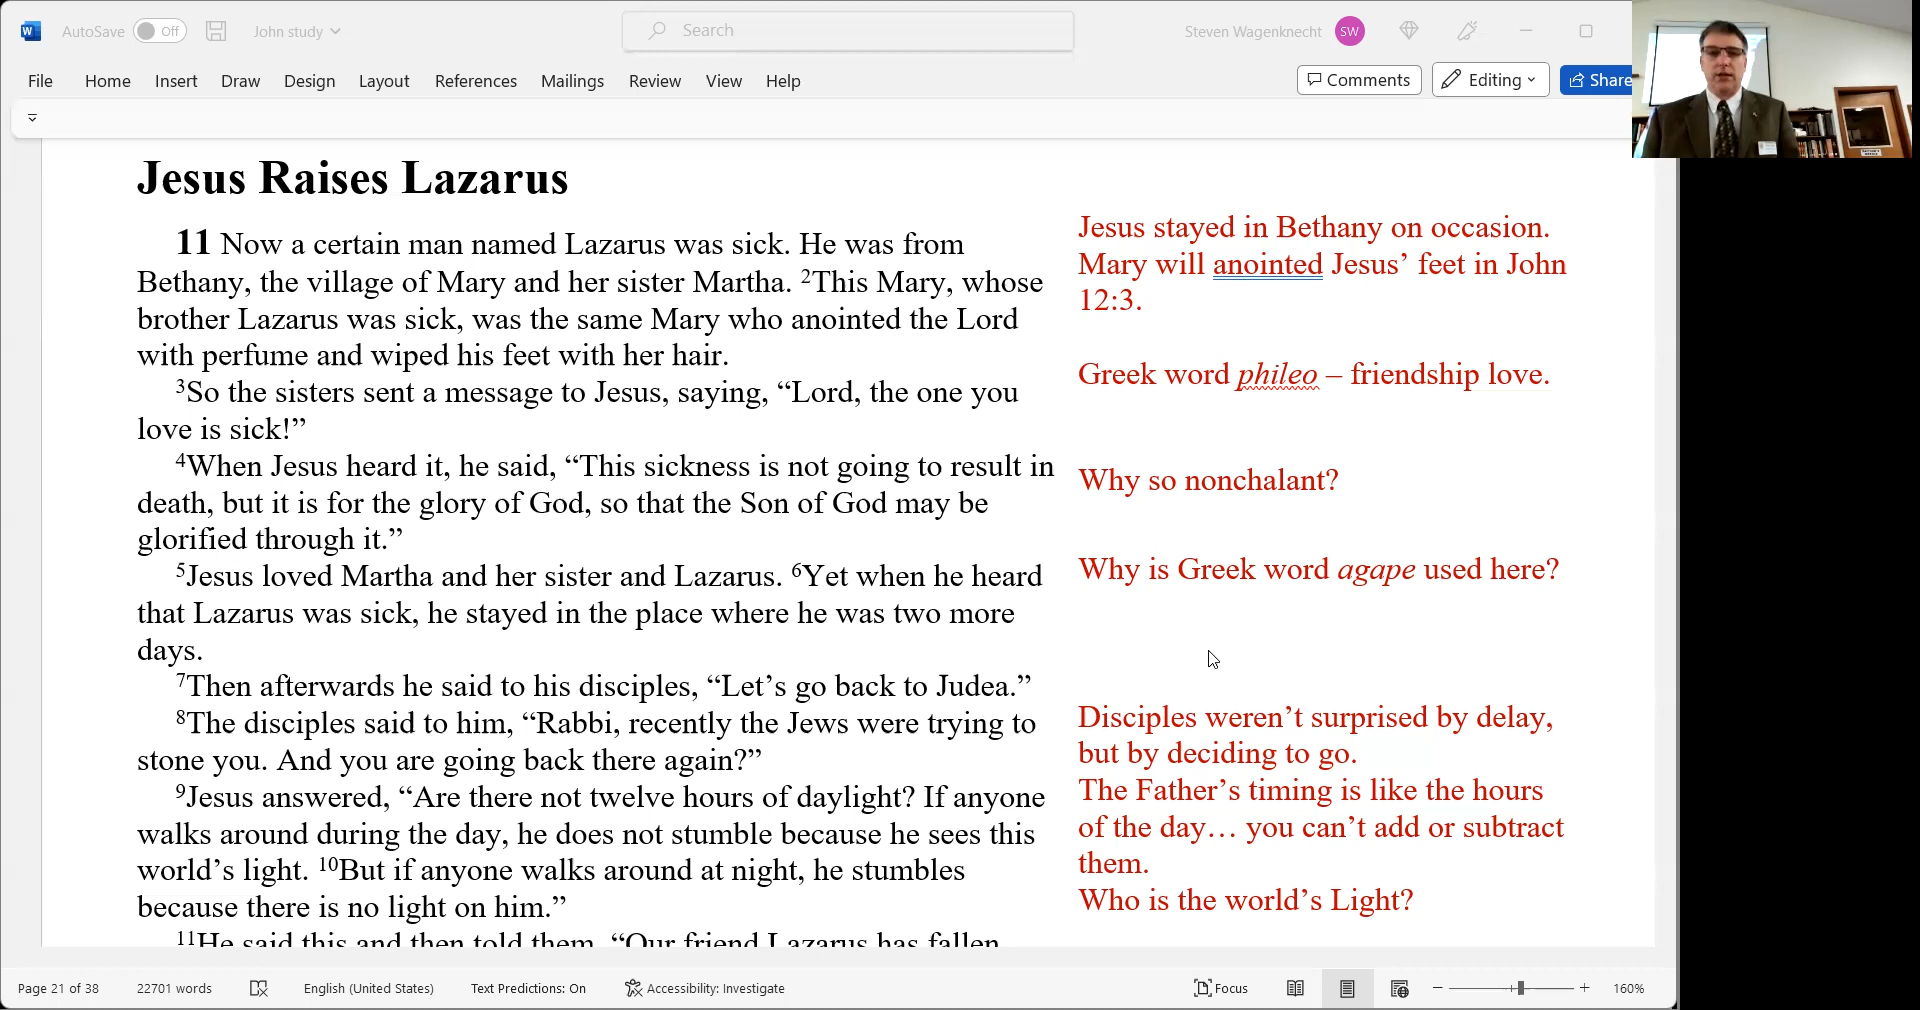 AutoSave Off John study Search Steven Wagenknecht SW
File Home Insert Draw Design Layout References Mailings Review View Help Comments Editing Share
Jesus Raises Lazarus
11 Now a certain man named Lazarus was sick. He was from
Bethany, the village of Mary and her sister Martha. 2This Mary, whose
brother Lazarus was sick, was the same Mary who anointed the Lord
with perfume and wiped his feet with her hair.
3So the sisters sent a message to Jesus, saying, “Lord, the one you
love is sick!”
4When Jesus heard it, he said, “This sickness is not going to result in
death, but it is for the glory of God, so that the Son of God may be
glorified through it.”
5Jesus loved Martha and her sister and Lazarus. 6Yet when he heard
that Lazarus was sick, he stayed in the place where he was two more
days.
7Then afterwards he said to his disciples, “Let’s go back to Judea.”
8The disciples said to him, “Rabbi, recently the Jews were trying to
stone you. And you are going back there again?”
9Jesus answered, “Are there not twelve hours of daylight? If anyone
walks around during the day, he does not stumble because he sees this
world’s light. 10But if anyone walks around at night, he stumbles
because there is no light on him.”
11He said this and then told them, “Our friend Lazarus has fallen
Jesus stayed in Bethany on occasion.
Mary will anointed Jesus’ feet in John
12:3.
Greek word phileo – friendship love.
Why so nonchalant?
Why is Greek word agape used here?
Disciples weren’t surprised by delay,
but by deciding to go.
The Father’s timing is like the hours
of the day… you can’t add or subtract
them.
Who is the world’s Light?
Page 21 of 38 22701 words English (United States) Text Predictions: On Accessibility: Investigate Focus 160%